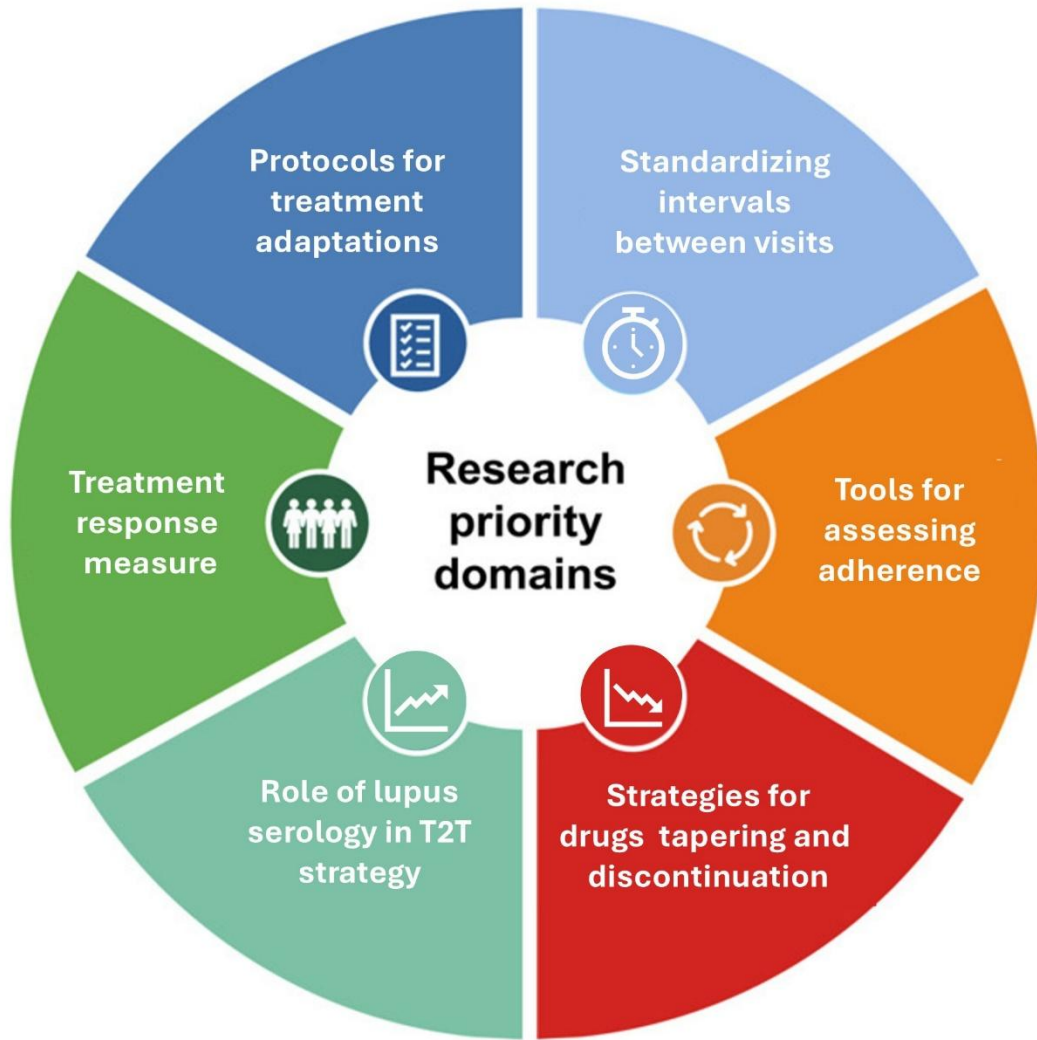 Protocols for
treatment
adaptations
Standardizing
intervals
between visits
Treatment
response
measure
Research
priority
domains
Tools for
assessing
adherence
Role of lupus
serology in T2T
strategy
Strategies for
drugs tapering and
discontinuation